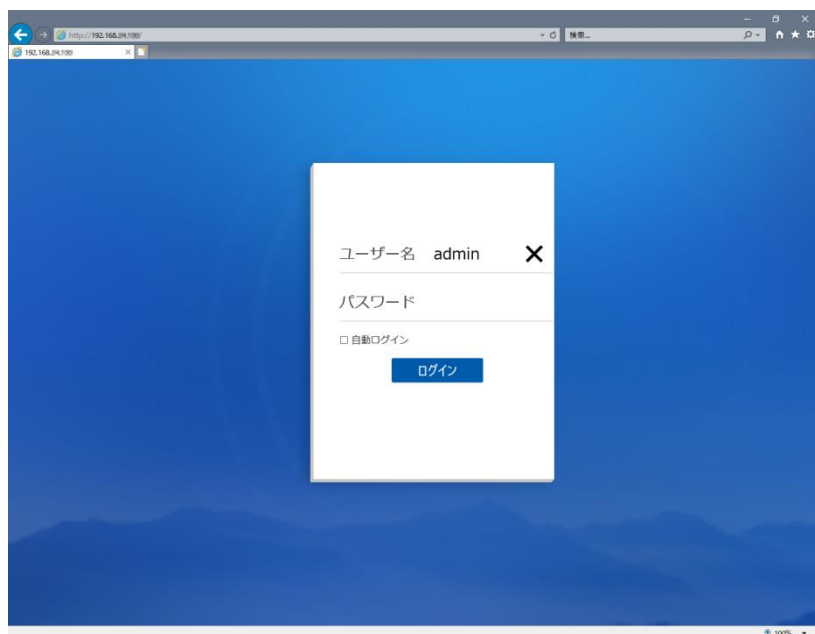 http://192.168.
検索...
192.168.
ユーザー名 admin
パスワード
自動ログイン
ログイン
100%